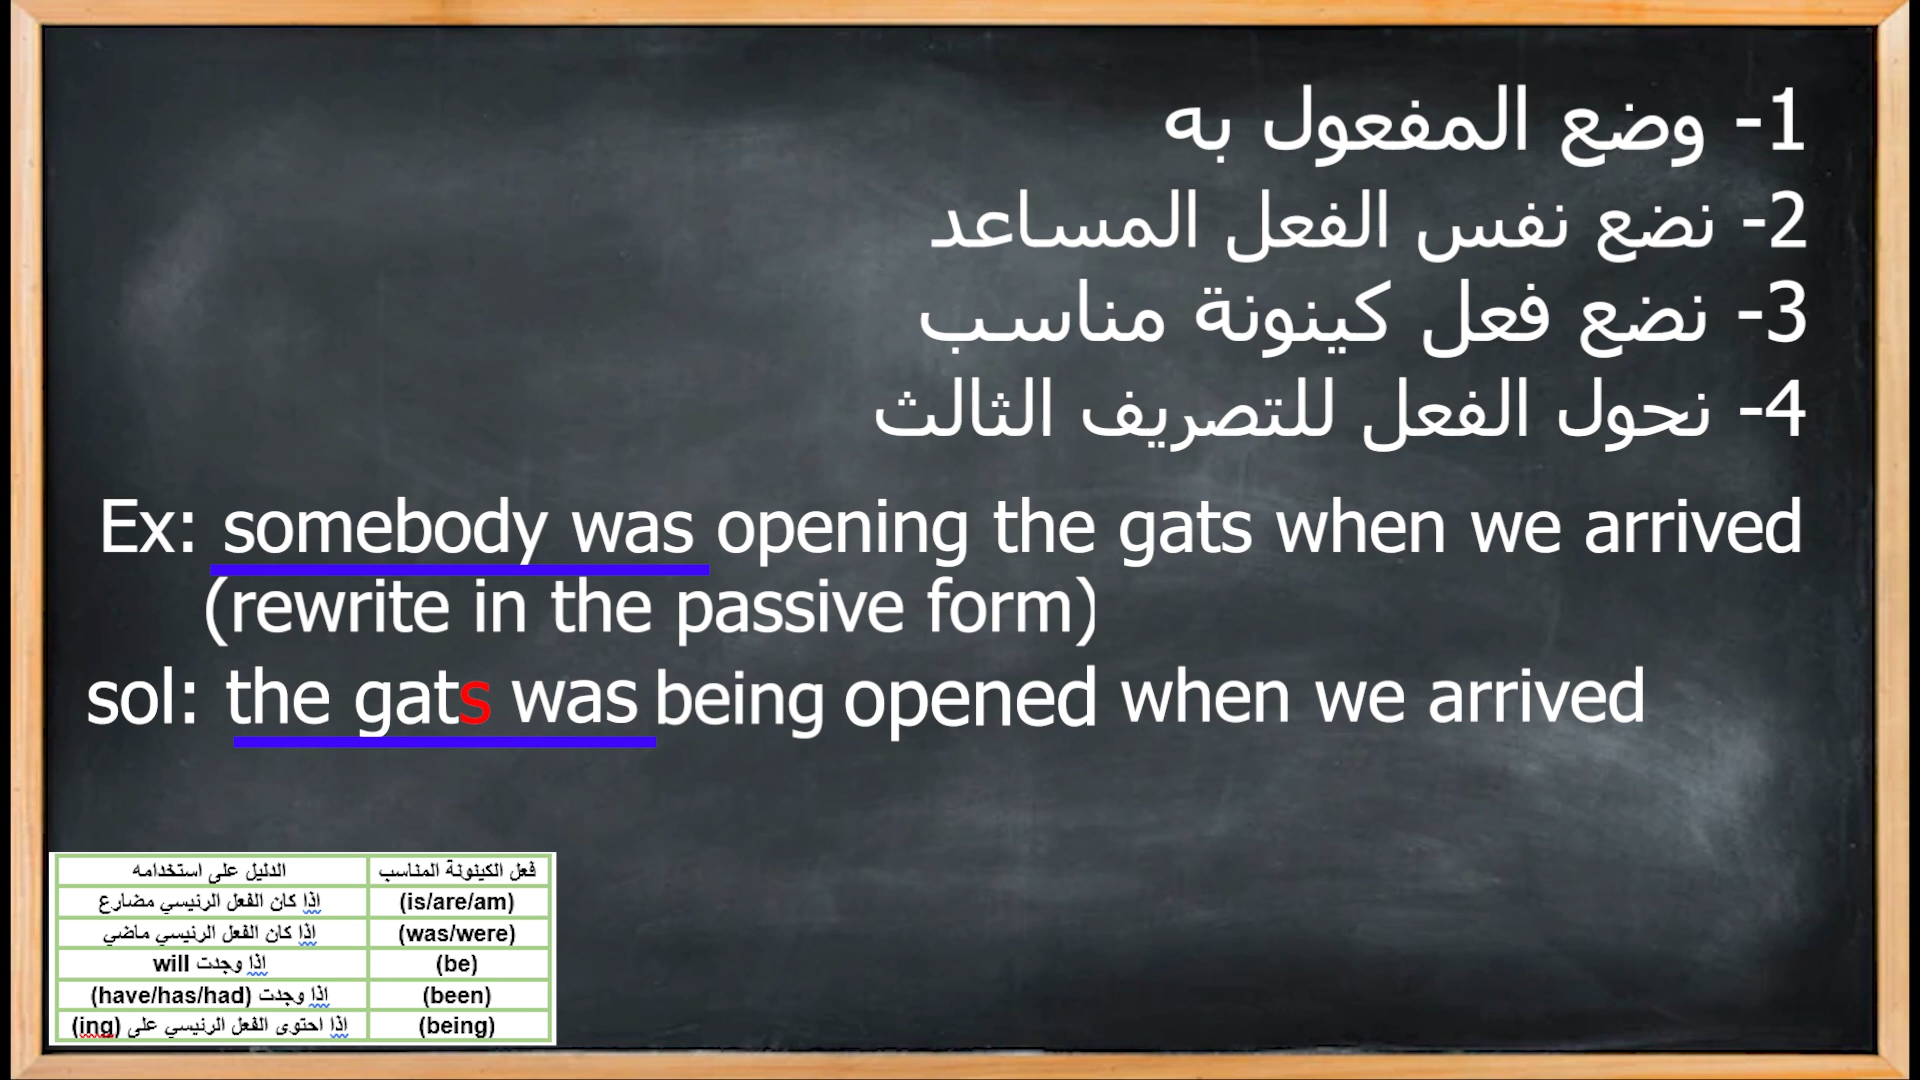 1- وضع المفعول به
2- نضع نفس الفعل المساعد
3- نضع فعل كينونة مناسب
4- نحول الفعل للتصريف الثالث
Ex: somebody was opening the gats when we arrived
(rewrite in the passive form)
sol: the gats was being opened when we arrived
فعل الكينونة المناسب الدليل على استخدامه
(is/are/am) اذا كان الفعل الرئيسي مضارع
(was/were) اذا كان الفعل الرئيسي ماضي
(be) اذا وجدت will
(been) اذا وجدت (have/has/had)
(being) اذا احتوى الفعل الرئيسي على (ing)